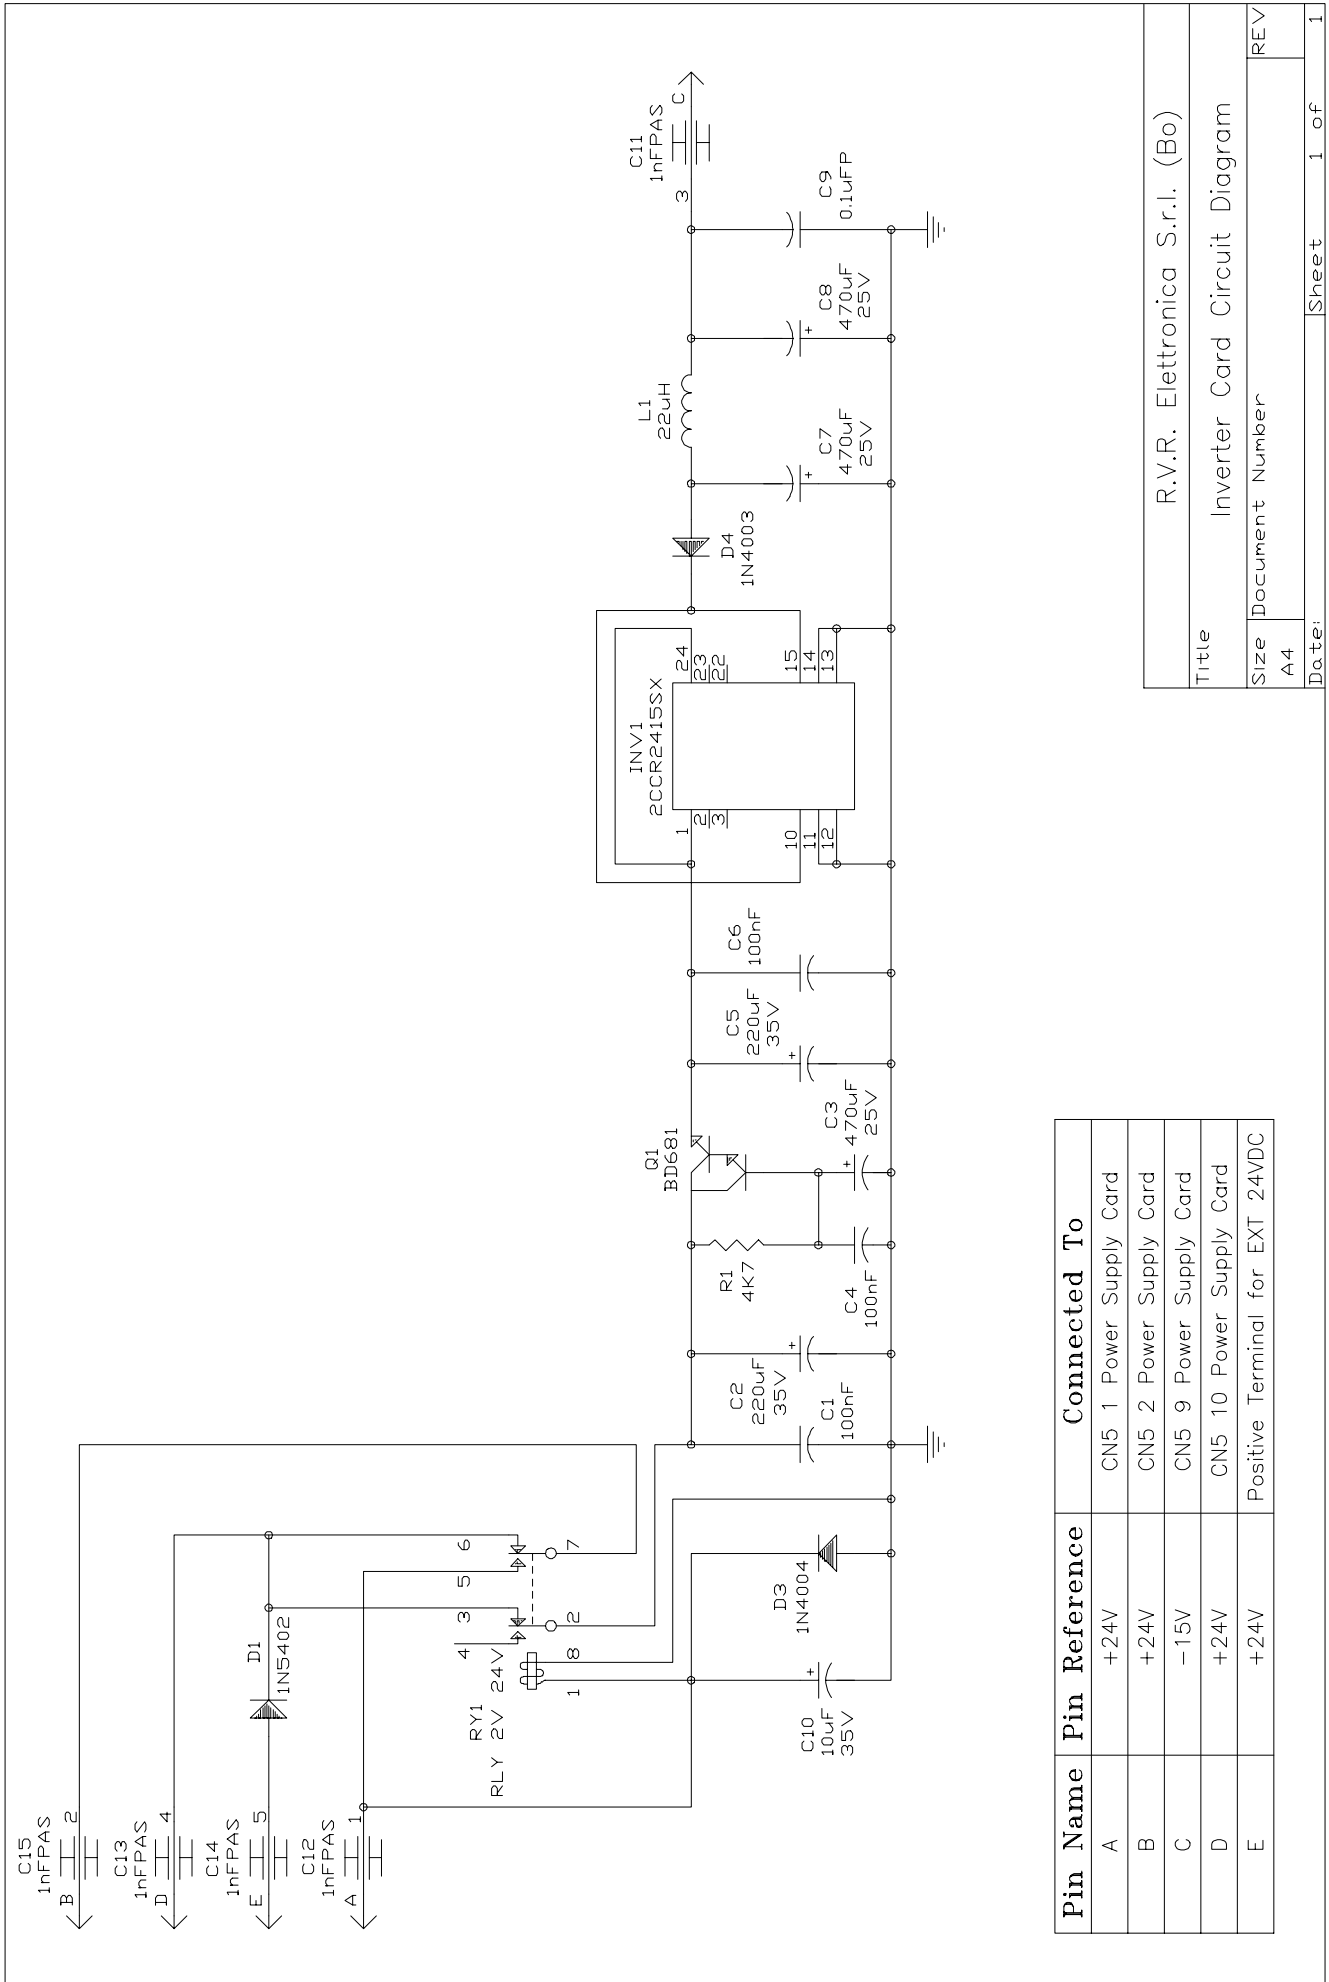 C15
1nFPAS
B
2
C13
1nFPAS
D
4
C14
1nFPAS
E
5
C12
1nFPAS
A
1
D1
1N5402
RY1
RLY 2V 24V
4
3
5
6
1
8
2
7
C10
10uF
35V
+
D3
1N4004
C2
220uF
35V
+
C1
100nF
R1
4K7
C4
100nF
Q1
BD681
C3
470uF
25V
+
C5
220uF
35V
+
C6
100nF
INV1
2CCR2415SX
1
2
3
10
11
12
24
23
22
15
14
13
D4
1N4003
L1
22uH
C7
470uF
25V
+
C8
470uF
25V
+
C9
0.1uFP
3
C11
1nFPAS
C
Pin Name Pin Reference Connected To
A +24V CN5 1 Power Supply Card
B +24V CN5 2 Power Supply Card
C -15V CN5 9 Power Supply Card
D +24V CN5 10 Power Supply Card
E +24V Positive Terminal for EXT 24VDC
R.V.R. Elettronica S.r.l. (Bo)
Title
Inverter Card Circuit Diagram
Size Document Number REV
A4
Date: Sheet 1 of 1